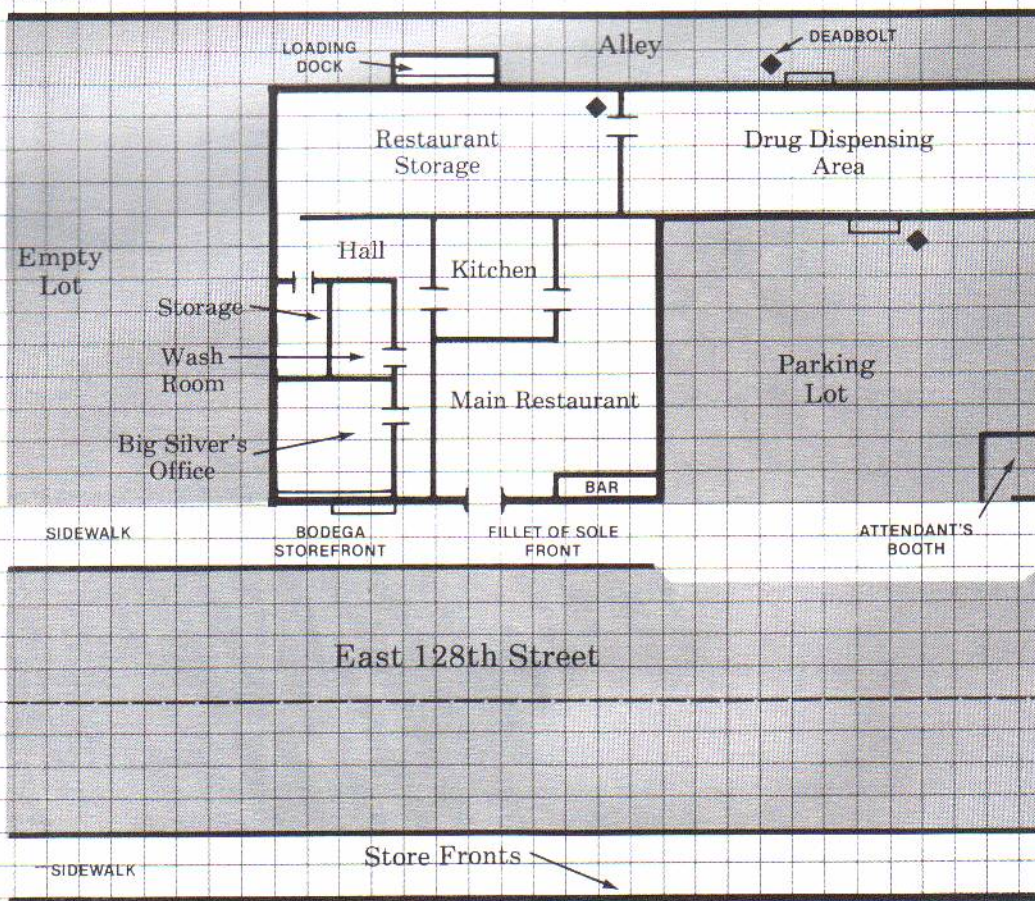 LOADING
DOCK
Alley
DEADBOLT
Restaurant
Storage
Drug Dispensing
Area
Empty
Lot
Hall
Kitchen
Storage
Wash
Room
Parking
Lot
Main Restaurant
Big Silver's
Office
BAR
SIDEWALK
BODEGA
STOREFRONT
FILLET OF SOLE
FRONT
ATTENDANT'S
BOOTH
East 128th Street
Store Fronts
SIDEWALK